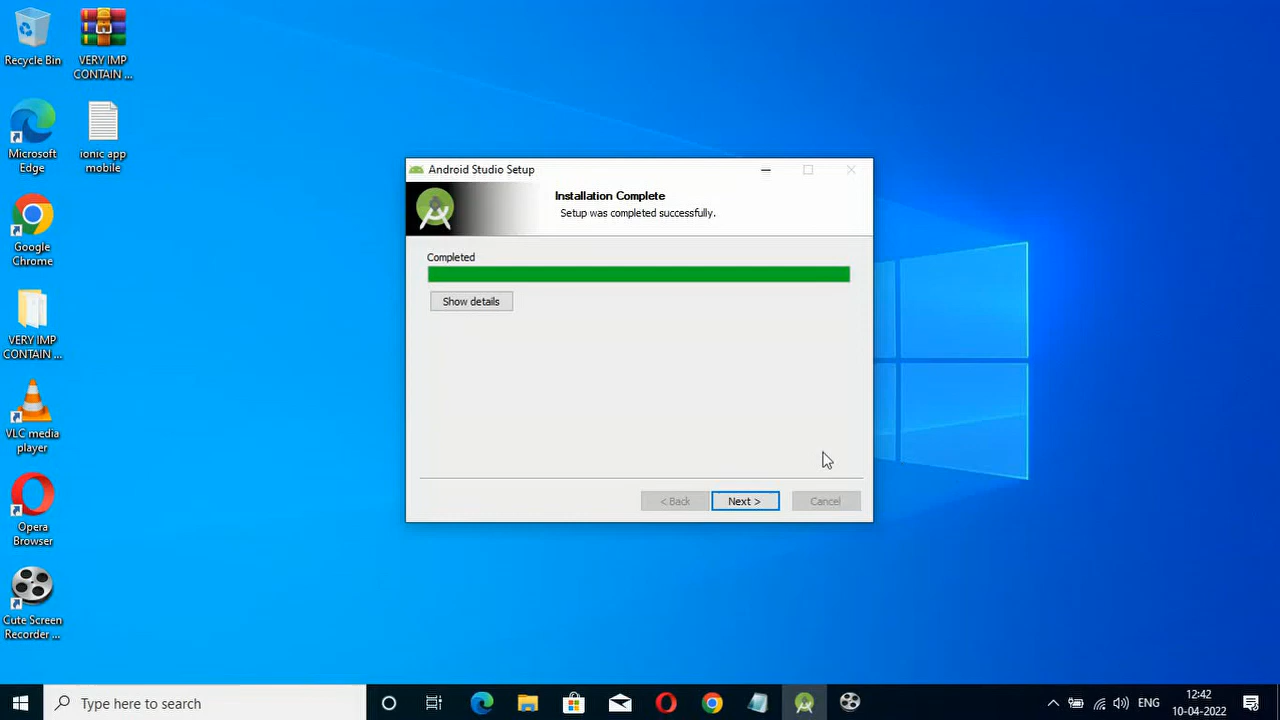 Recycle Bin
VERY IMP
CONTAIN ...
Microsoft
Edge
ionic app
mobile
Google
Chrome
VERY IMP
CONTAIN ...
VLC media
player
Opera
Browser
Cute Screen
Recorder ...
Android Studio Setup
Installation Complete
Setup was completed successfully.
Completed
Show details
< Back
Next >
Cancel
Type here to search
ENG
12:42
10-04-2022